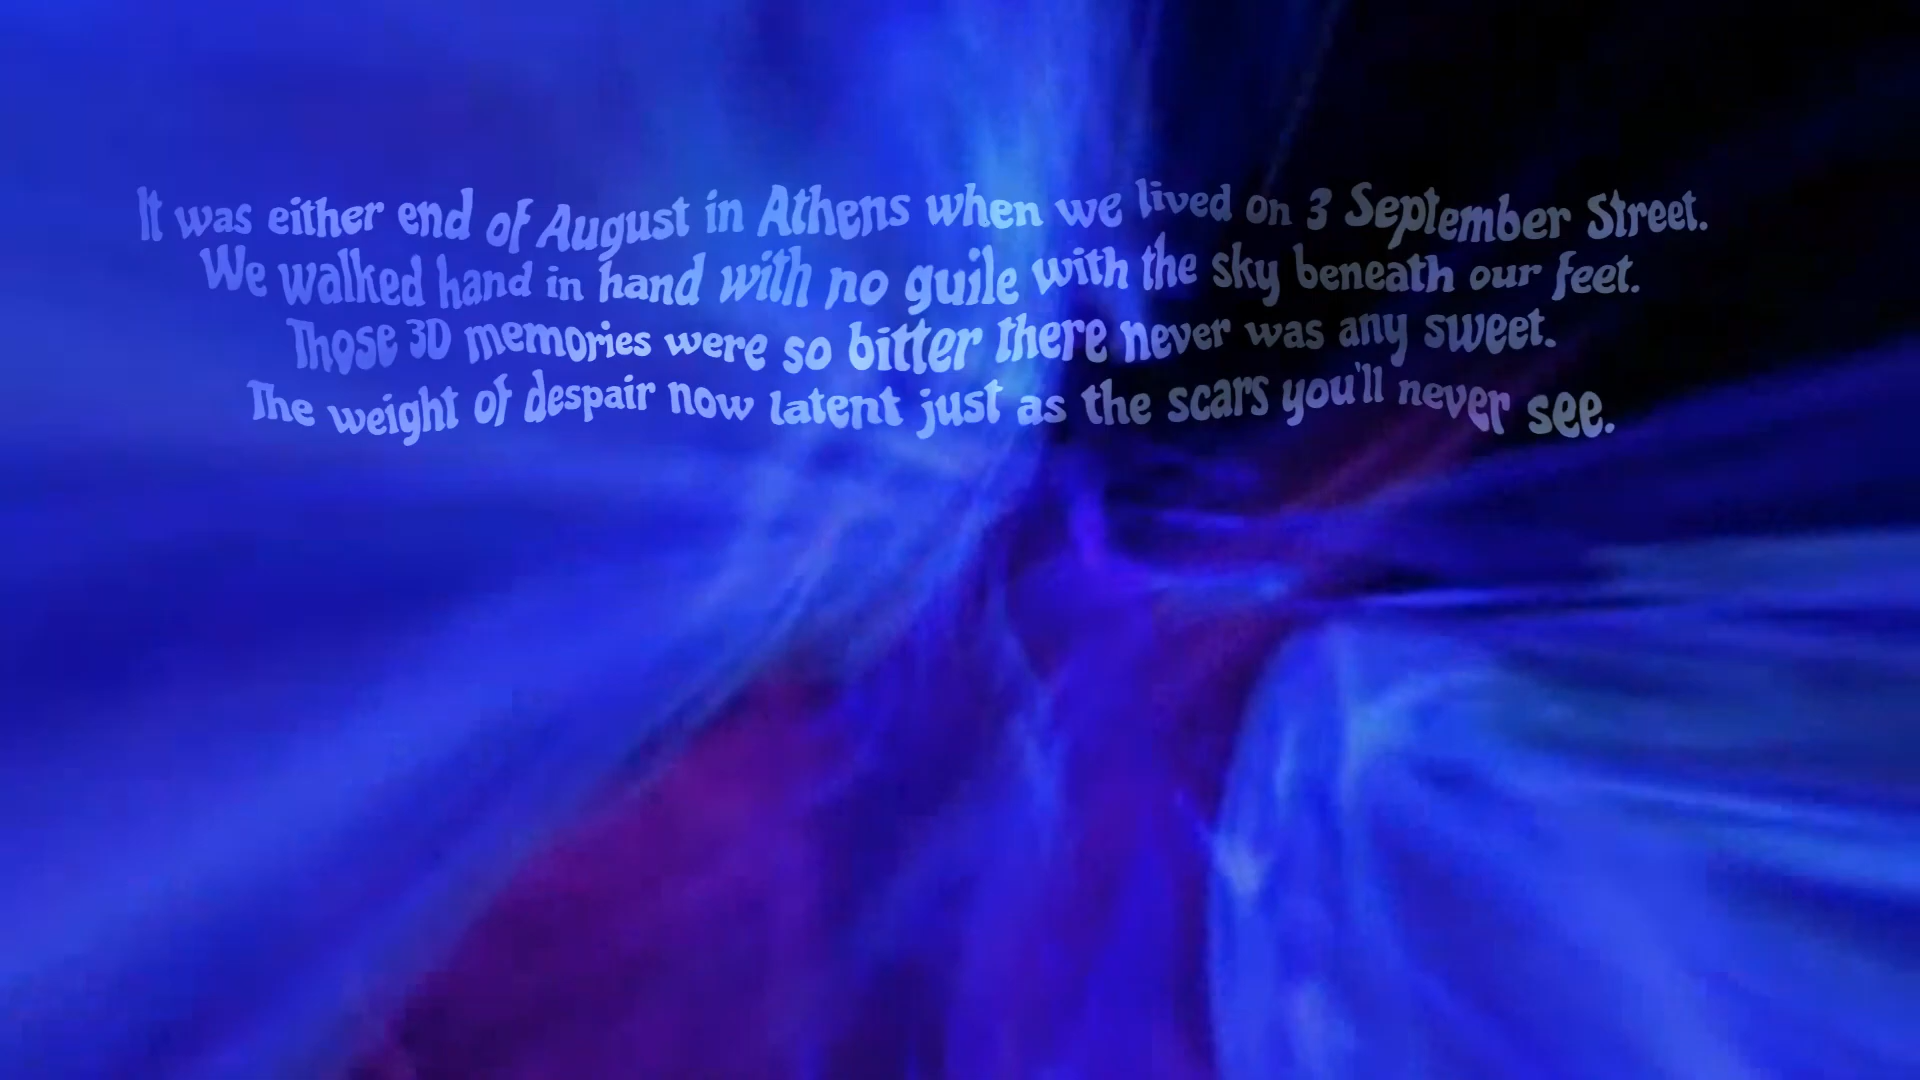 It was either end of August in Athens when we lived on 3 September Street.
We walked hand in hand with no guile with the sky beneath our feet.
Those 3D memories were so bitter there never was any sweet.
The weight of despair now latent just as the scars you'll never see.